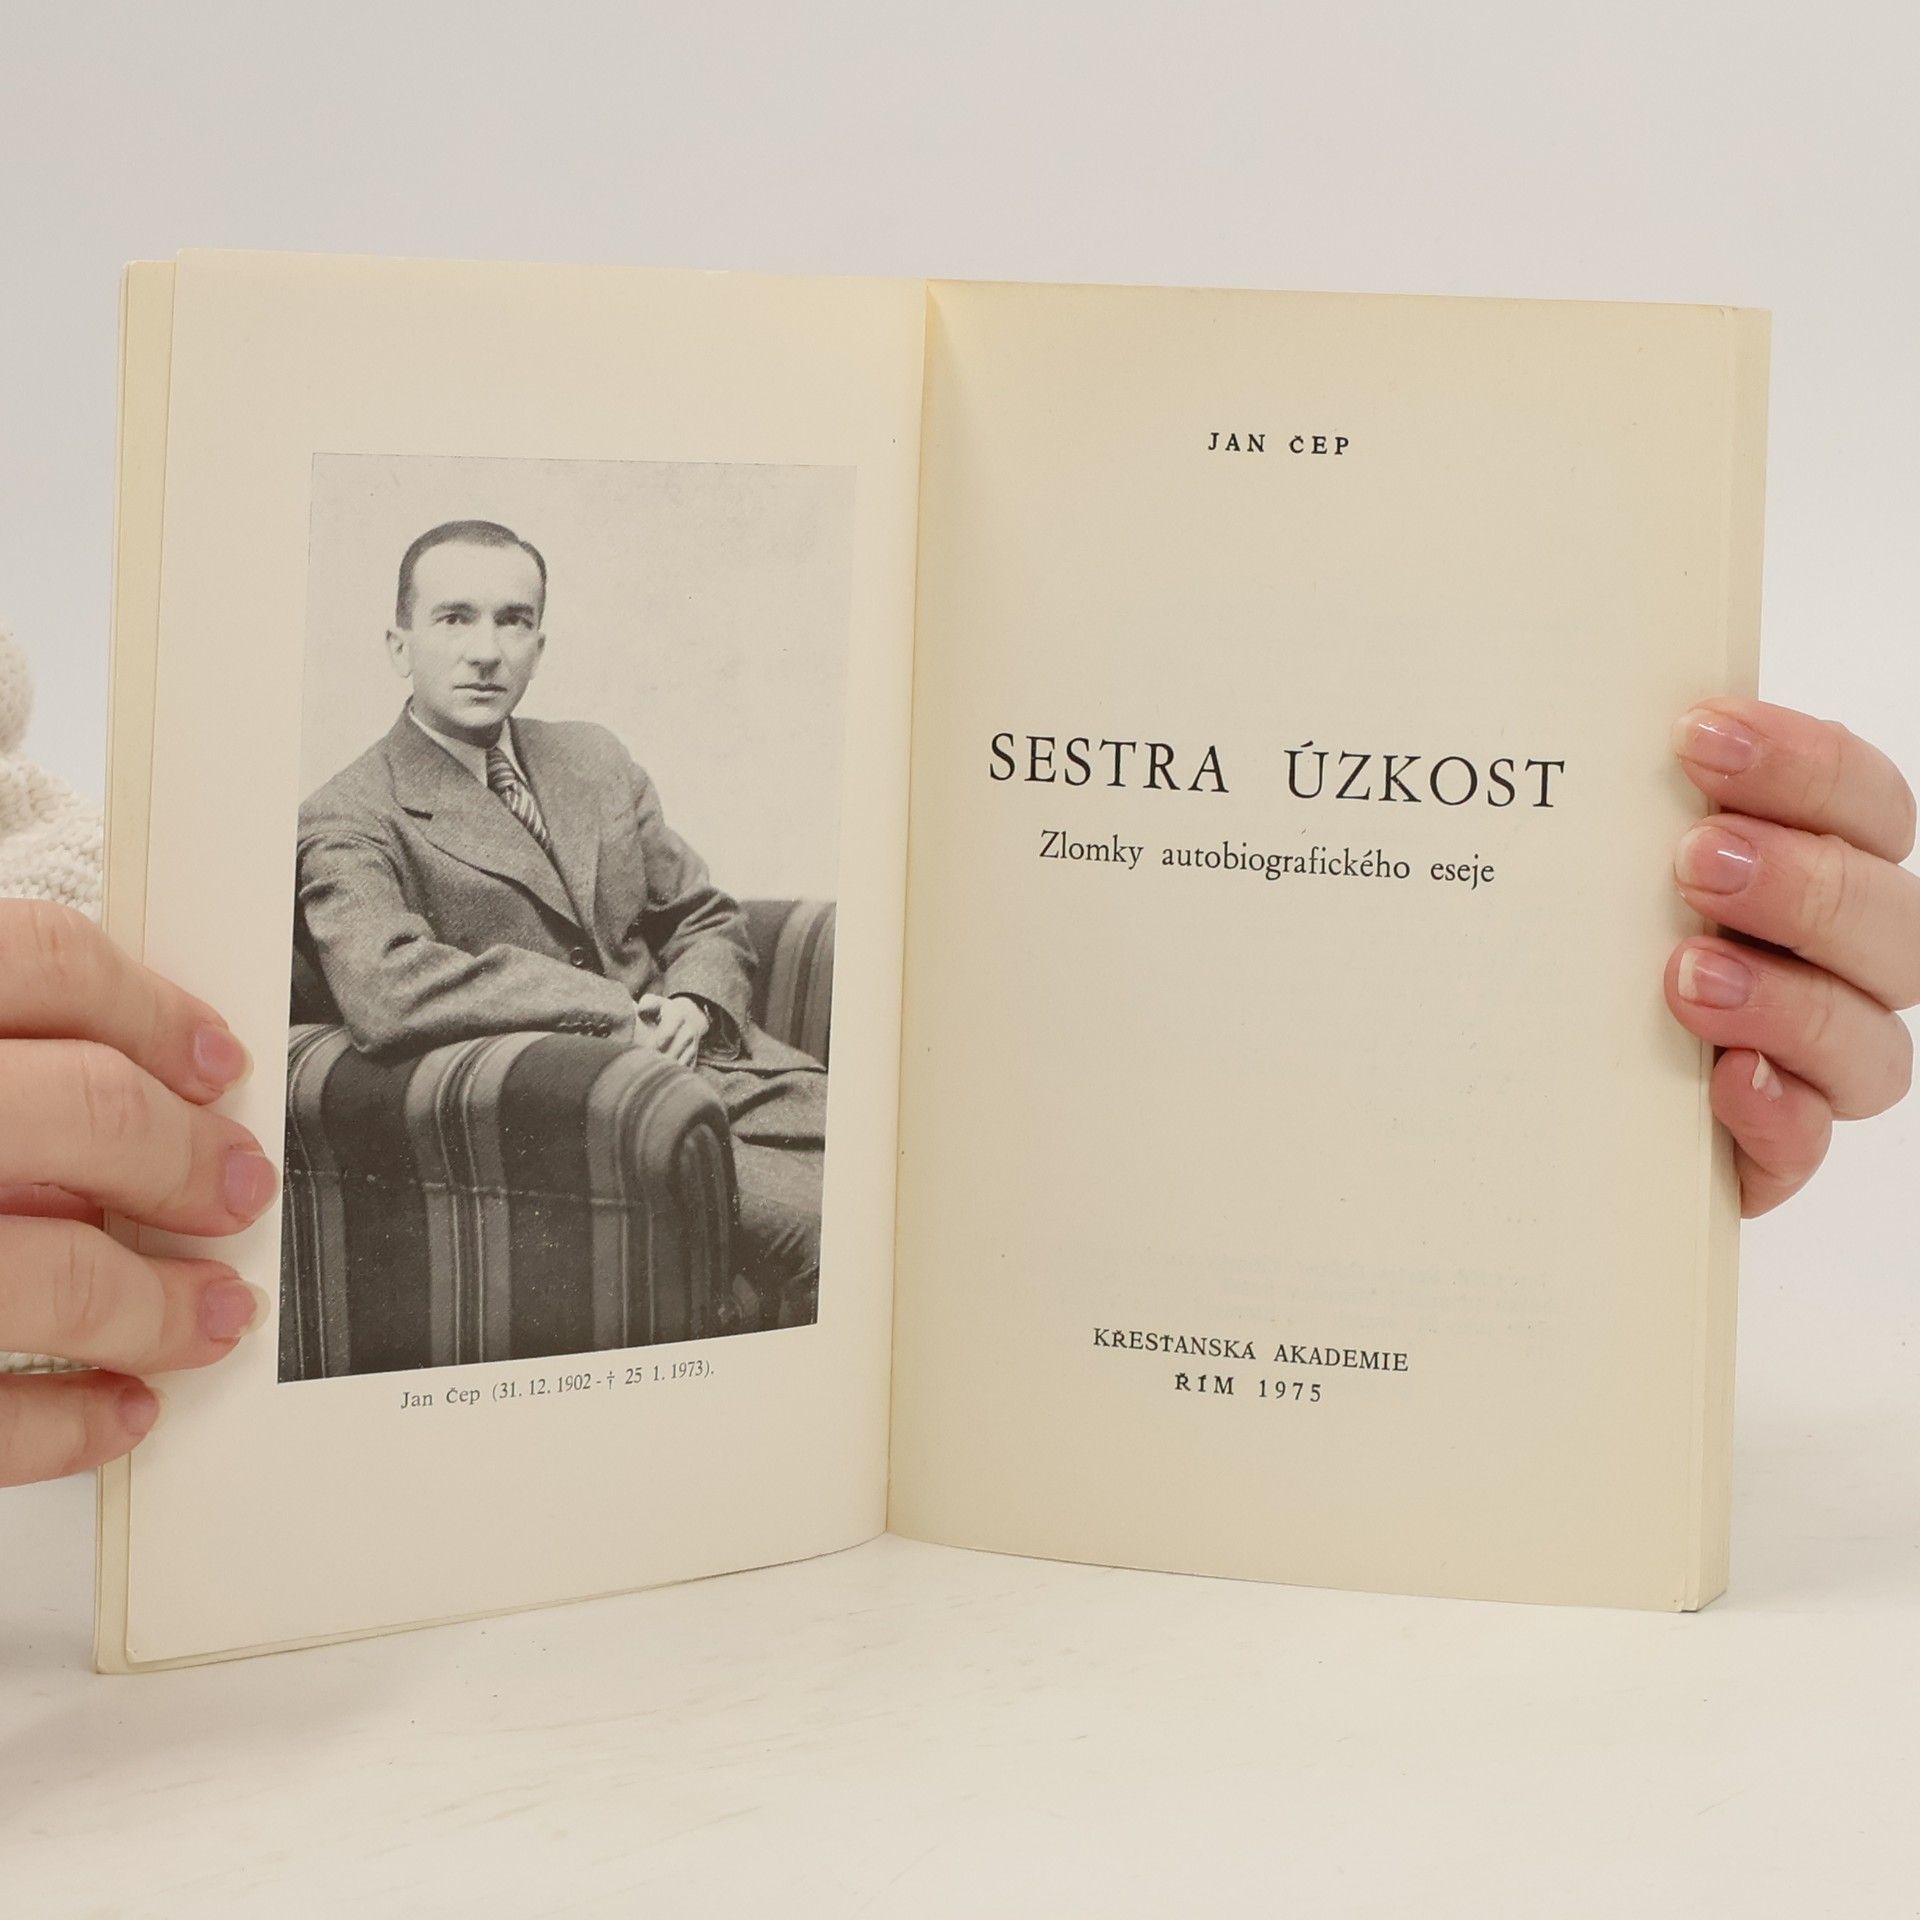 Jan Čep (31. 12. 1902 - † 25 1. 1973).
JAN ČEP
SESTRA ÚZKOST
Zlomky autobiografického eseje
KŘESŤANSKÁ AKADEMIE
ŘÍM 1975